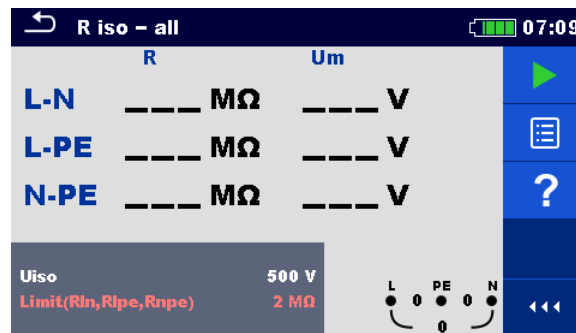 R iso – all 07:09
R Um
L-N ___ MΩ ___ V
L-PE ___ MΩ ___ V
N-PE ___ MΩ ___ V
?
Uiso 500 V
Limit(Rln,Rlpe,Rnpe) 2 MΩ
L PE N
0 0
0